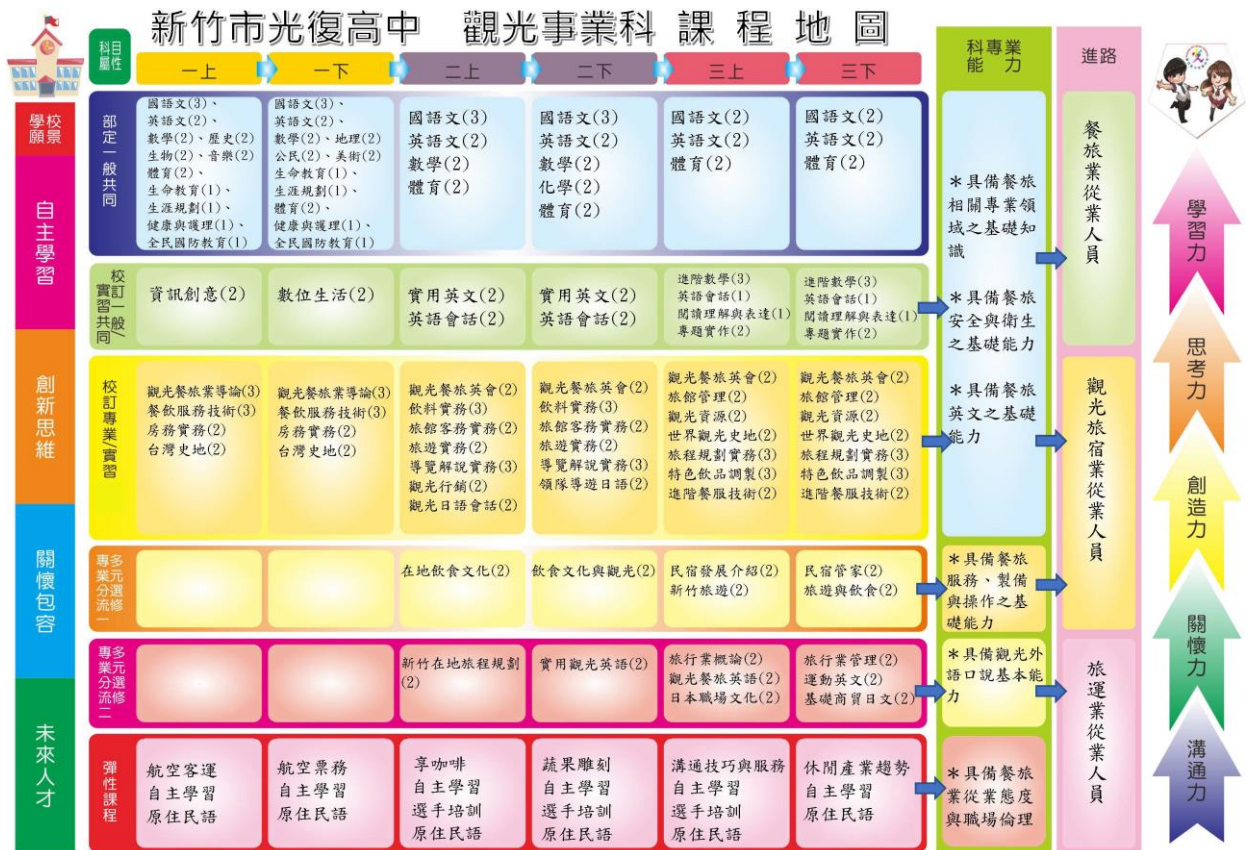 新竹市光復高中 觀光事業科 課程地圖
科目
屬性
一上
一下
二上
二下
三上
三下
科專業
能力
進路
學校
願景
自主學習
創新思維
關懷包容
未來人才
部定一般共同
國語文(3)、
英語文(2)、
數學(2)、歷史(2)
生物(2)、音樂(2)
體育(2)、
生命教育(1)、
生涯規劃(1)、
健康與護理(1)、
全民國防教育(1)
國語文(3)、
英語文(2)、
數學(2)、地理(2)
公民(2)、美術(2)
生命教育(1)、
生涯規劃(1)、
體育(2)、
健康與護理(1)、
全民國防教育(1)
國語文(3)
英語文(2)
數學(2)
體育(2)
國語文(3)
英語文(2)
數學(2)
化學(2)
體育(2)
國語文(2)
英語文(2)
體育(2)
國語文(2)
英語文(2)
體育(2)
校訂一般/
實習共同
資訊創意(2)
數位生活(2)
實用英文(2)
英語會話(2)
實用英文(2)
英語會話(2)
進階數學(3)
英語會話(1)
閱讀理解與表達(1)
專題實作(2)
進階數學(3)
英語會話(1)
閱讀理解與表達(1)
專題實作(2)
校訂專業/實習
觀光餐旅業導論(3)
餐飲服務技術(3)
房務實務(2)
台灣史地(2)
觀光餐旅業導論(3)
餐飲服務技術(3)
房務實務(2)
台灣史地(2)
觀光餐旅英會(2)
飲料實務(3)
旅館客務實務(2)
旅遊實務(2)
導覽解說實務(3)
觀光行銷(2)
觀光日語會話(2)
觀光餐旅英會(2)
飲料實務(3)
旅館客務實務(2)
旅遊實務(2)
導覽解說實務(3)
領隊導遊日語(2)
觀光餐旅英會(2)
旅館管理(2)
觀光資源(2)
世界觀光史地(2)
旅程規劃實務(3)
特色飲品調製(3)
進階餐服技術(2)
觀光餐旅英會(2)
旅館管理(2)
觀光資源(2)
世界觀光史地(2)
旅程規劃實務(3)
特色飲品調製(3)
進階餐服技術(2)
多元選修
專業分流一
在地飲食文化(2)
飲食文化與觀光(2)
民宿發展介紹(2)
新竹旅遊(2)
民宿管家(2)
旅遊與飲食(2)
多元選修
專業分流二
新竹在地旅程規劃
(2)
實用觀光英語(2)
旅行業概論(2)
觀光餐旅英語(2)
日本職場文化(2)
旅行業管理(2)
運動英文(2)
基礎商貿日文(2)
彈性課程
航空客運
自主學習
原住民語
航空票務
自主學習
原住民語
享咖啡
自主學習
選手培訓
原住民語
蔬果雕刻
自主學習
選手培訓
原住民語
溝通技巧與服務
自主學習
選手培訓
原住民語
休閒產業趨勢
自主學習
原住民語
*具備餐旅
相關專業領
域之基礎知
識
*具備餐旅
安全與衛生
之基礎能力
*具備餐旅
英文之基礎
能力
*具備餐旅
服務、製備
與操作之基
礎能力
*具備觀光外
語口說基本能
力
*具備餐旅
業從業態度
與職場倫理
餐旅業從業人員
觀光旅宿業從業人員
旅運業從業人員
學習力
思考力
創造力
關懷力
溝通力